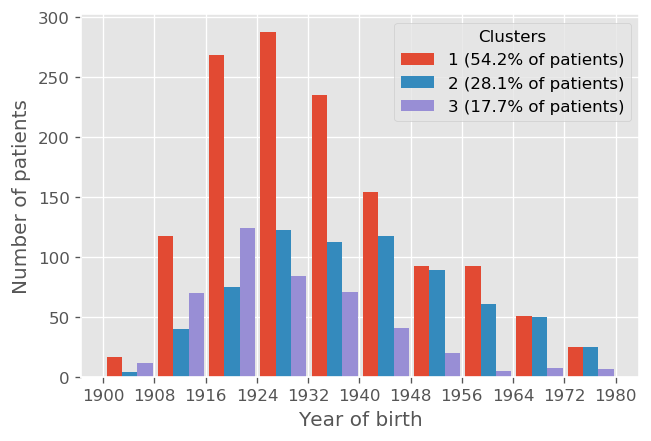 Clusters
1 (54.2% of patients)
2 (28.1% of patients)
3 (17.7% of patients)
Number of patients
300
250
200
150
100
50
0
1900 1908 1916 1924 1932 1940 1948 1956 1964 1972 1980
Year of birth